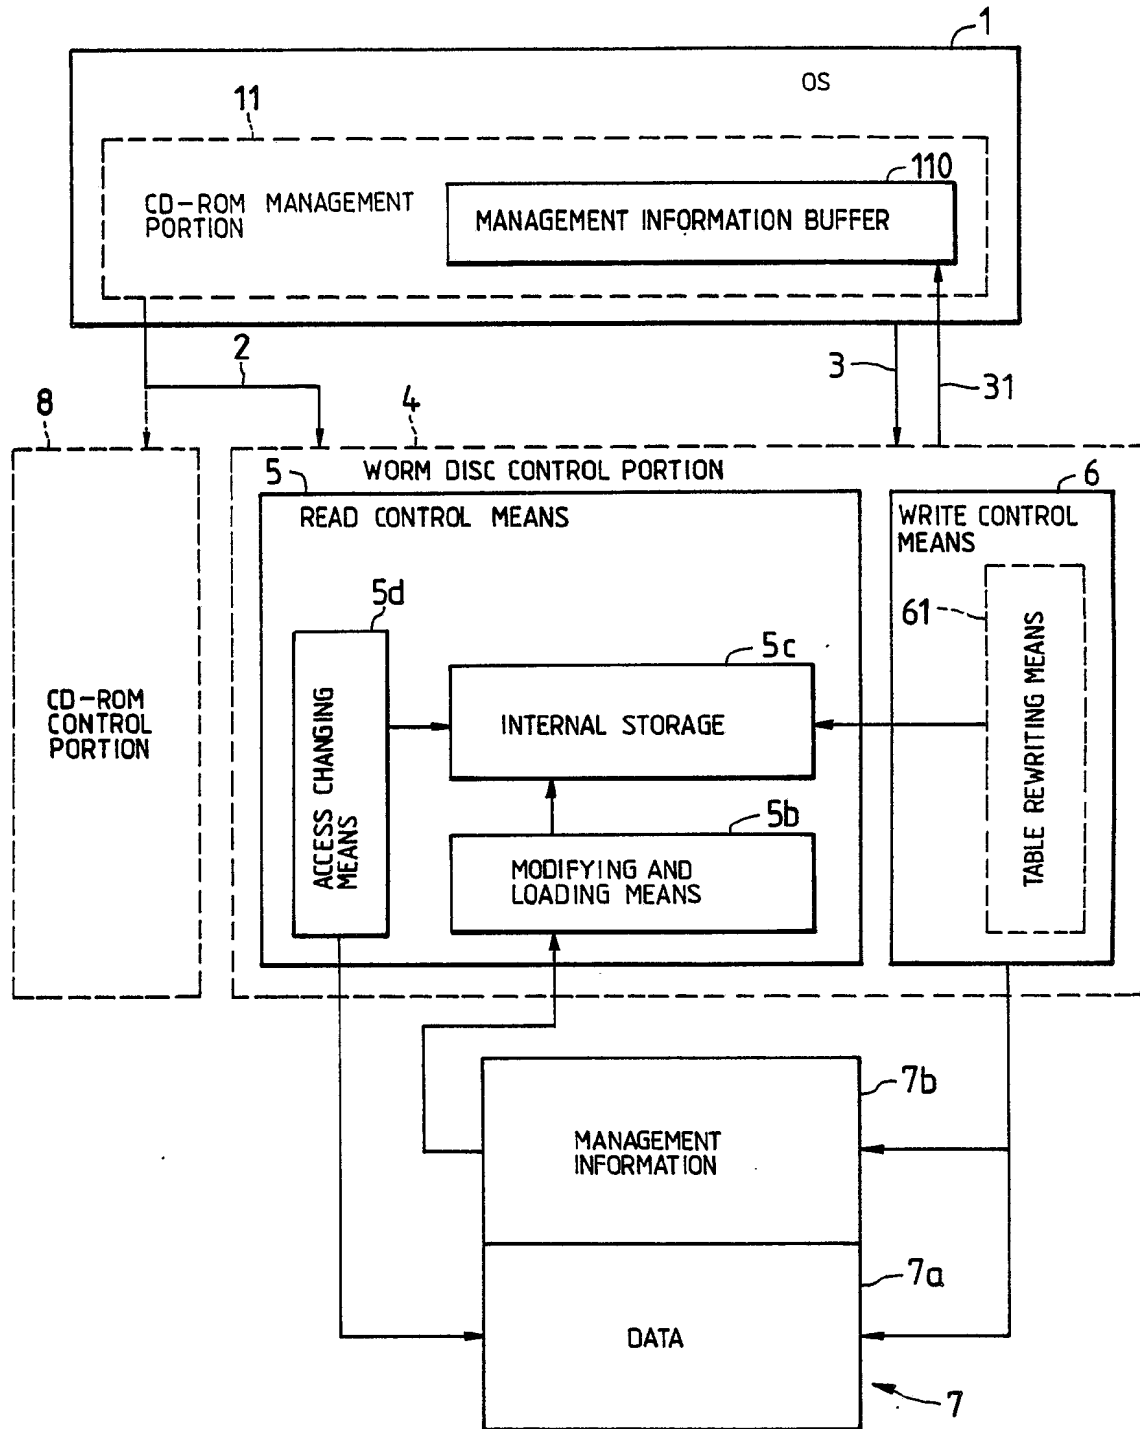 1
OS
11
110
CD-ROM MANAGEMENT
PORTION
MANAGEMENT INFORMATION BUFFER
2
3
31
8
4
WORM DISC CONTROL PORTION
5
READ CONTROL MEANS
6
WRITE CONTROL
MEANS
5d
61
5c
CD-ROM
CONTROL
PORTION
ACCESS CHANGING
MEANS
INTERNAL STORAGE
TABLE REWRITING MEANS
5b
MODIFYING AND
LOADING MEANS
7b
MANAGEMENT
INFORMATION
7a
DATA
7